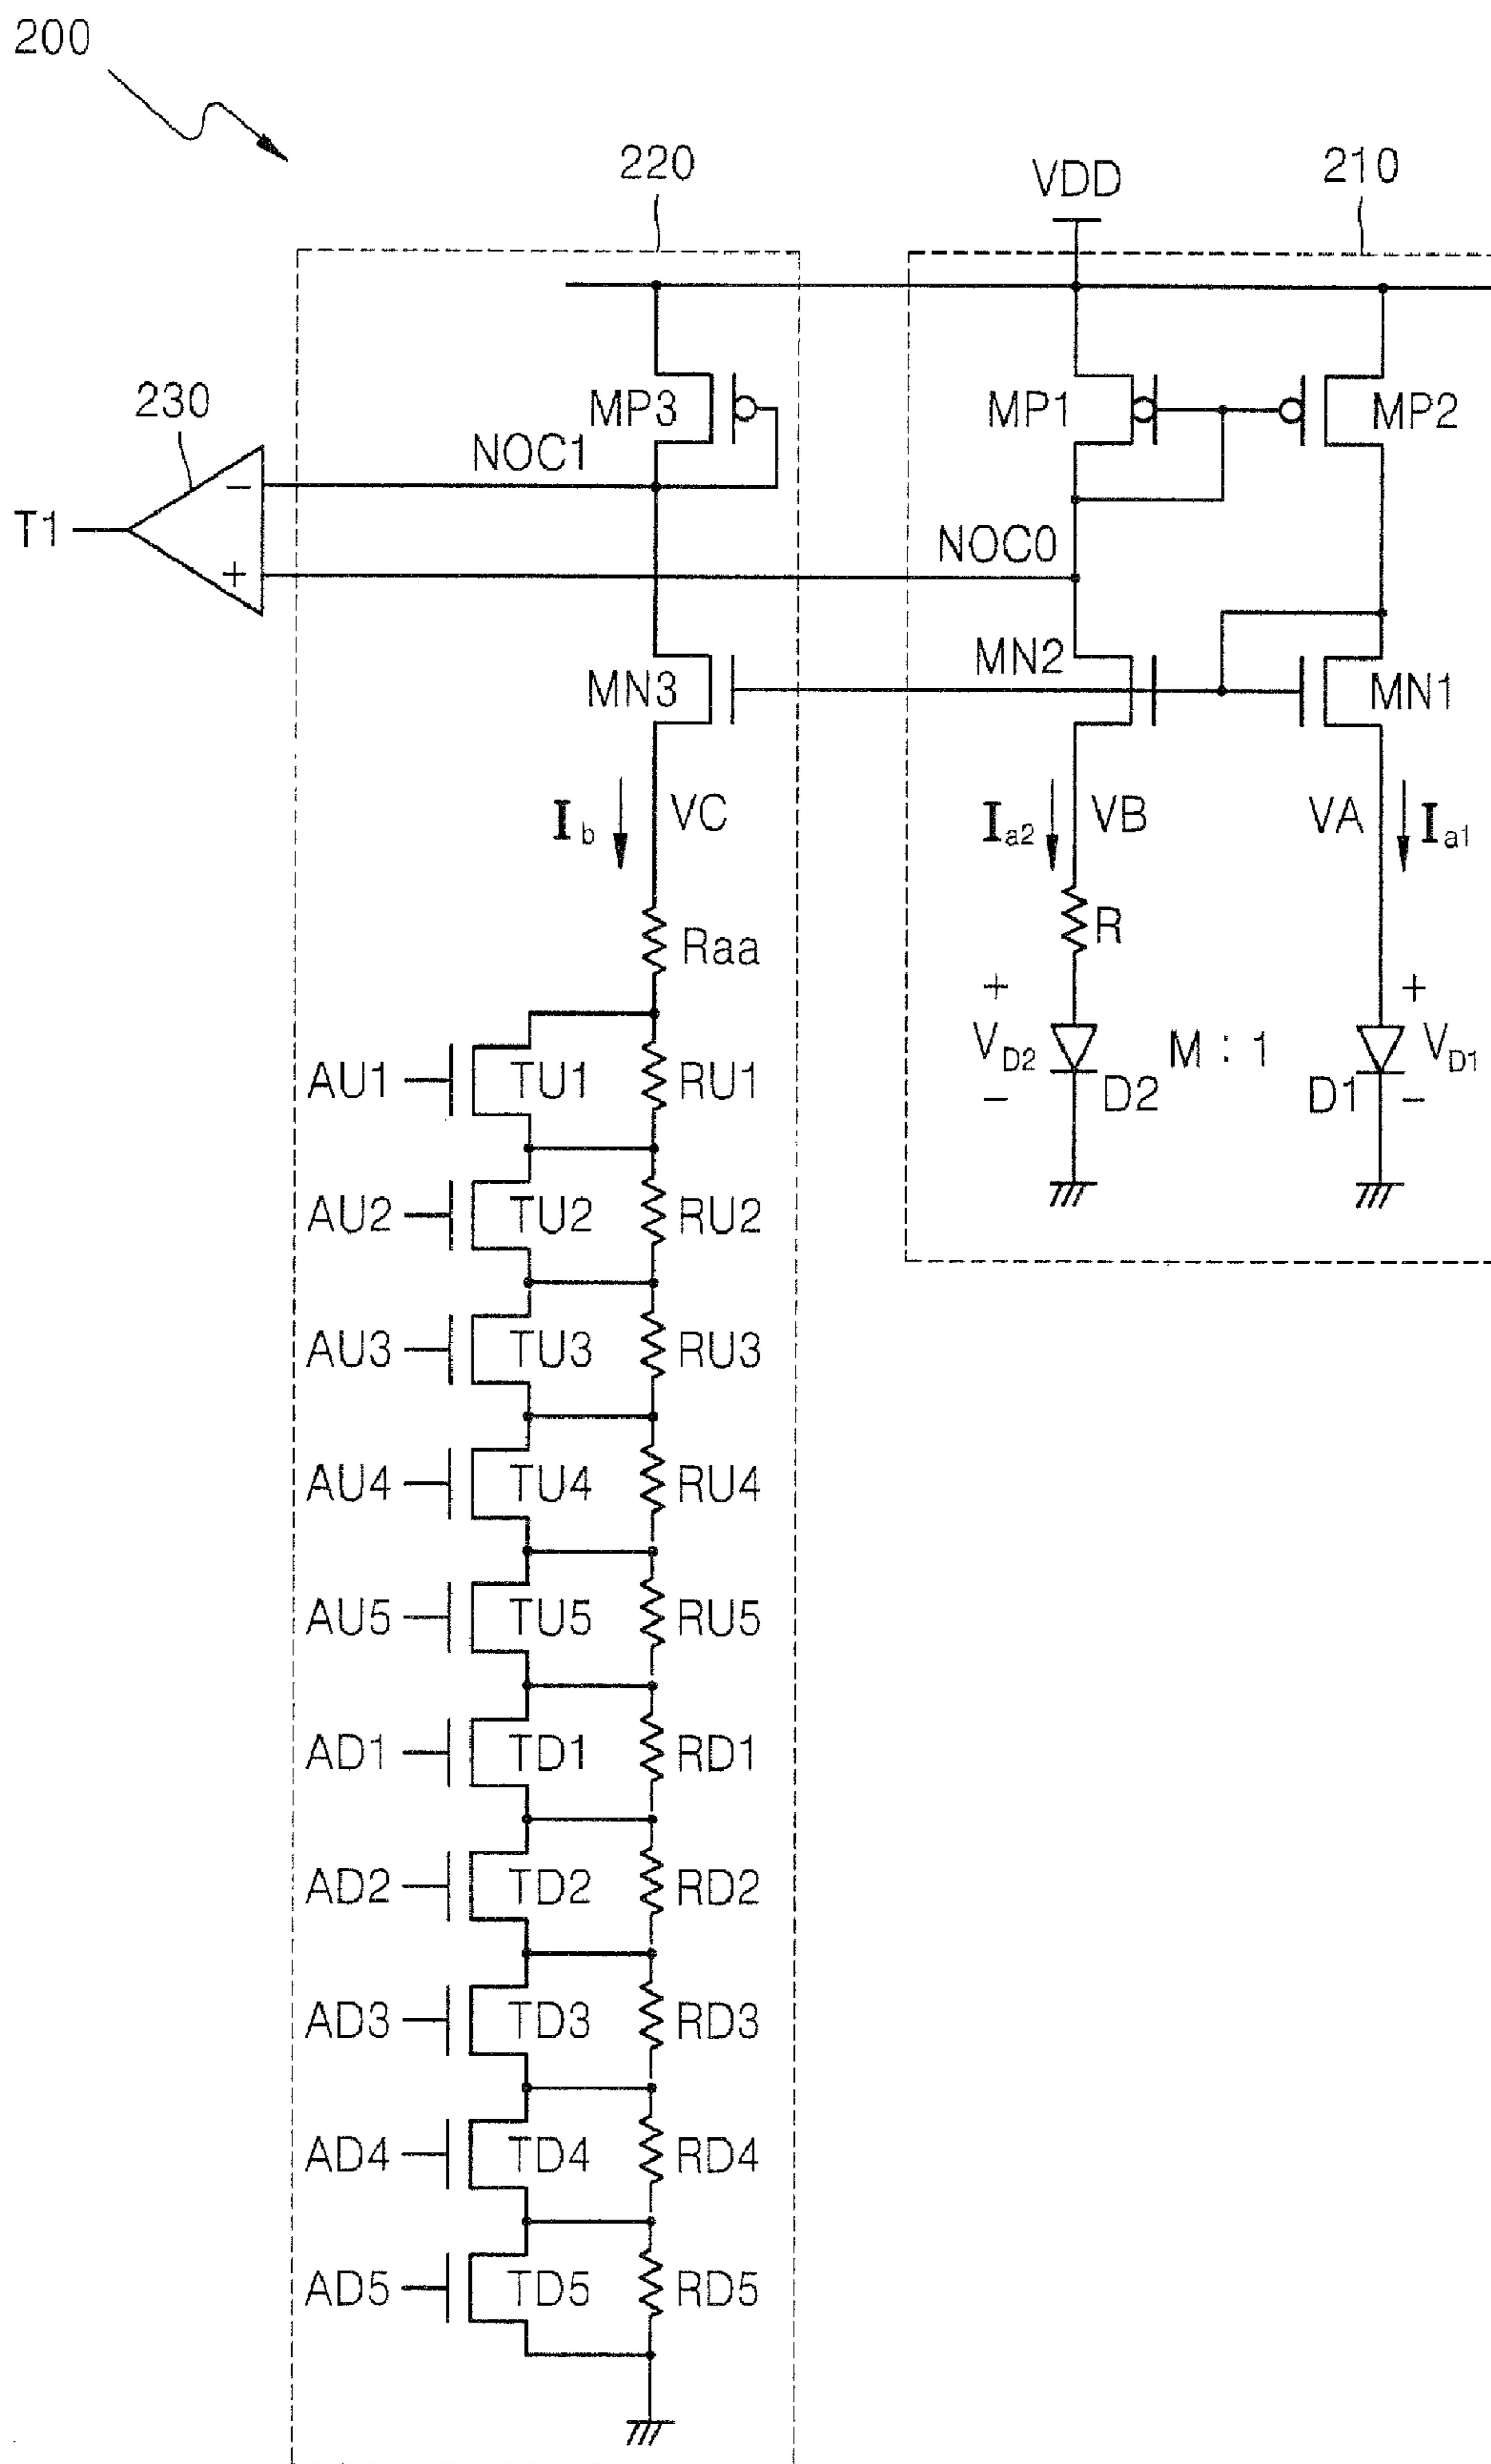 200
220
VDD
210
230
MP3
MP1
MP2
NOC1
T1
−
+
NOC0
MN3
MN2
MN1
Ib
VC
Ia2
VB
VA
Ia1
Raa
R
+
VD2
−
D2
M : 1
D1
+
VD1
−
AU1
TU1
RU1
AU2
TU2
RU2
AU3
TU3
RU3
AU4
TU4
RU4
AU5
TU5
RU5
AD1
TD1
RD1
AD2
TD2
RD2
AD3
TD3
RD3
AD4
TD4
RD4
AD5
TD5
RD5